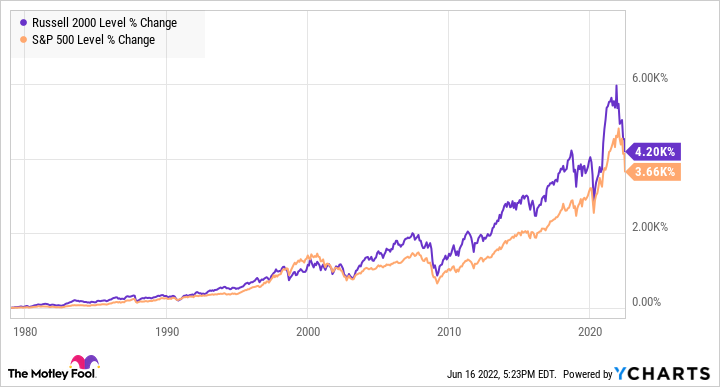 Russell 2000 Level % Change
S&P 500 Level % Change
6.00K%
4.20K%
3.66K%
2.00K%
0.00%
1980 1990 2000 2010 2020
The Motley Fool.
Jun 16 2022, 5:23PM EDT. Powered by YCHARTS